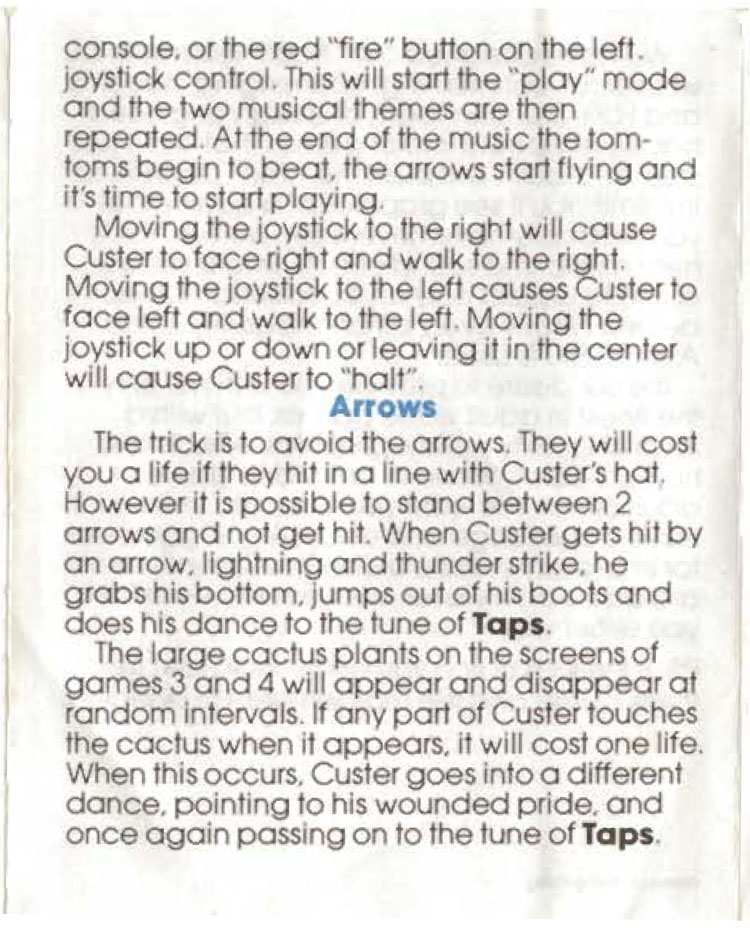 console, or the red "fire" button on the left.
joystick control. This will start the "play" mode
and the two musical themes are then
repeated. At the end of the music the tom-
toms begin to beat, the arrows start flying and
it's time to start playing.
Moving the joystick to the right will cause
Custer to face right and walk to the right.
Moving the joystick to the left causes Custer to
face left and walk to the left. Moving the
joystick up or down or leaving it in the center
will cause Custer to "halt".
Arrows
The trick is to avoid the arrows. They will cost
you a life if they hit in a line with Custer's hat,
However it is possible to stand between 2
arrows and not get hit. When Custer gets hit by
an arrow, lightning and thunder strike, he
grabs his bottom, jumps out of his boots and
does his dance to the tune of Taps.
The large cactus plants on the screens of
games 3 and 4 will appear and disappear at
random intervals. If any part of Custer touches
the cactus when it appears, it will cost one life.
When this occurs, Custer goes into a different
dance, pointing to his wounded pride, and
once again passing on to the tune of Taps.